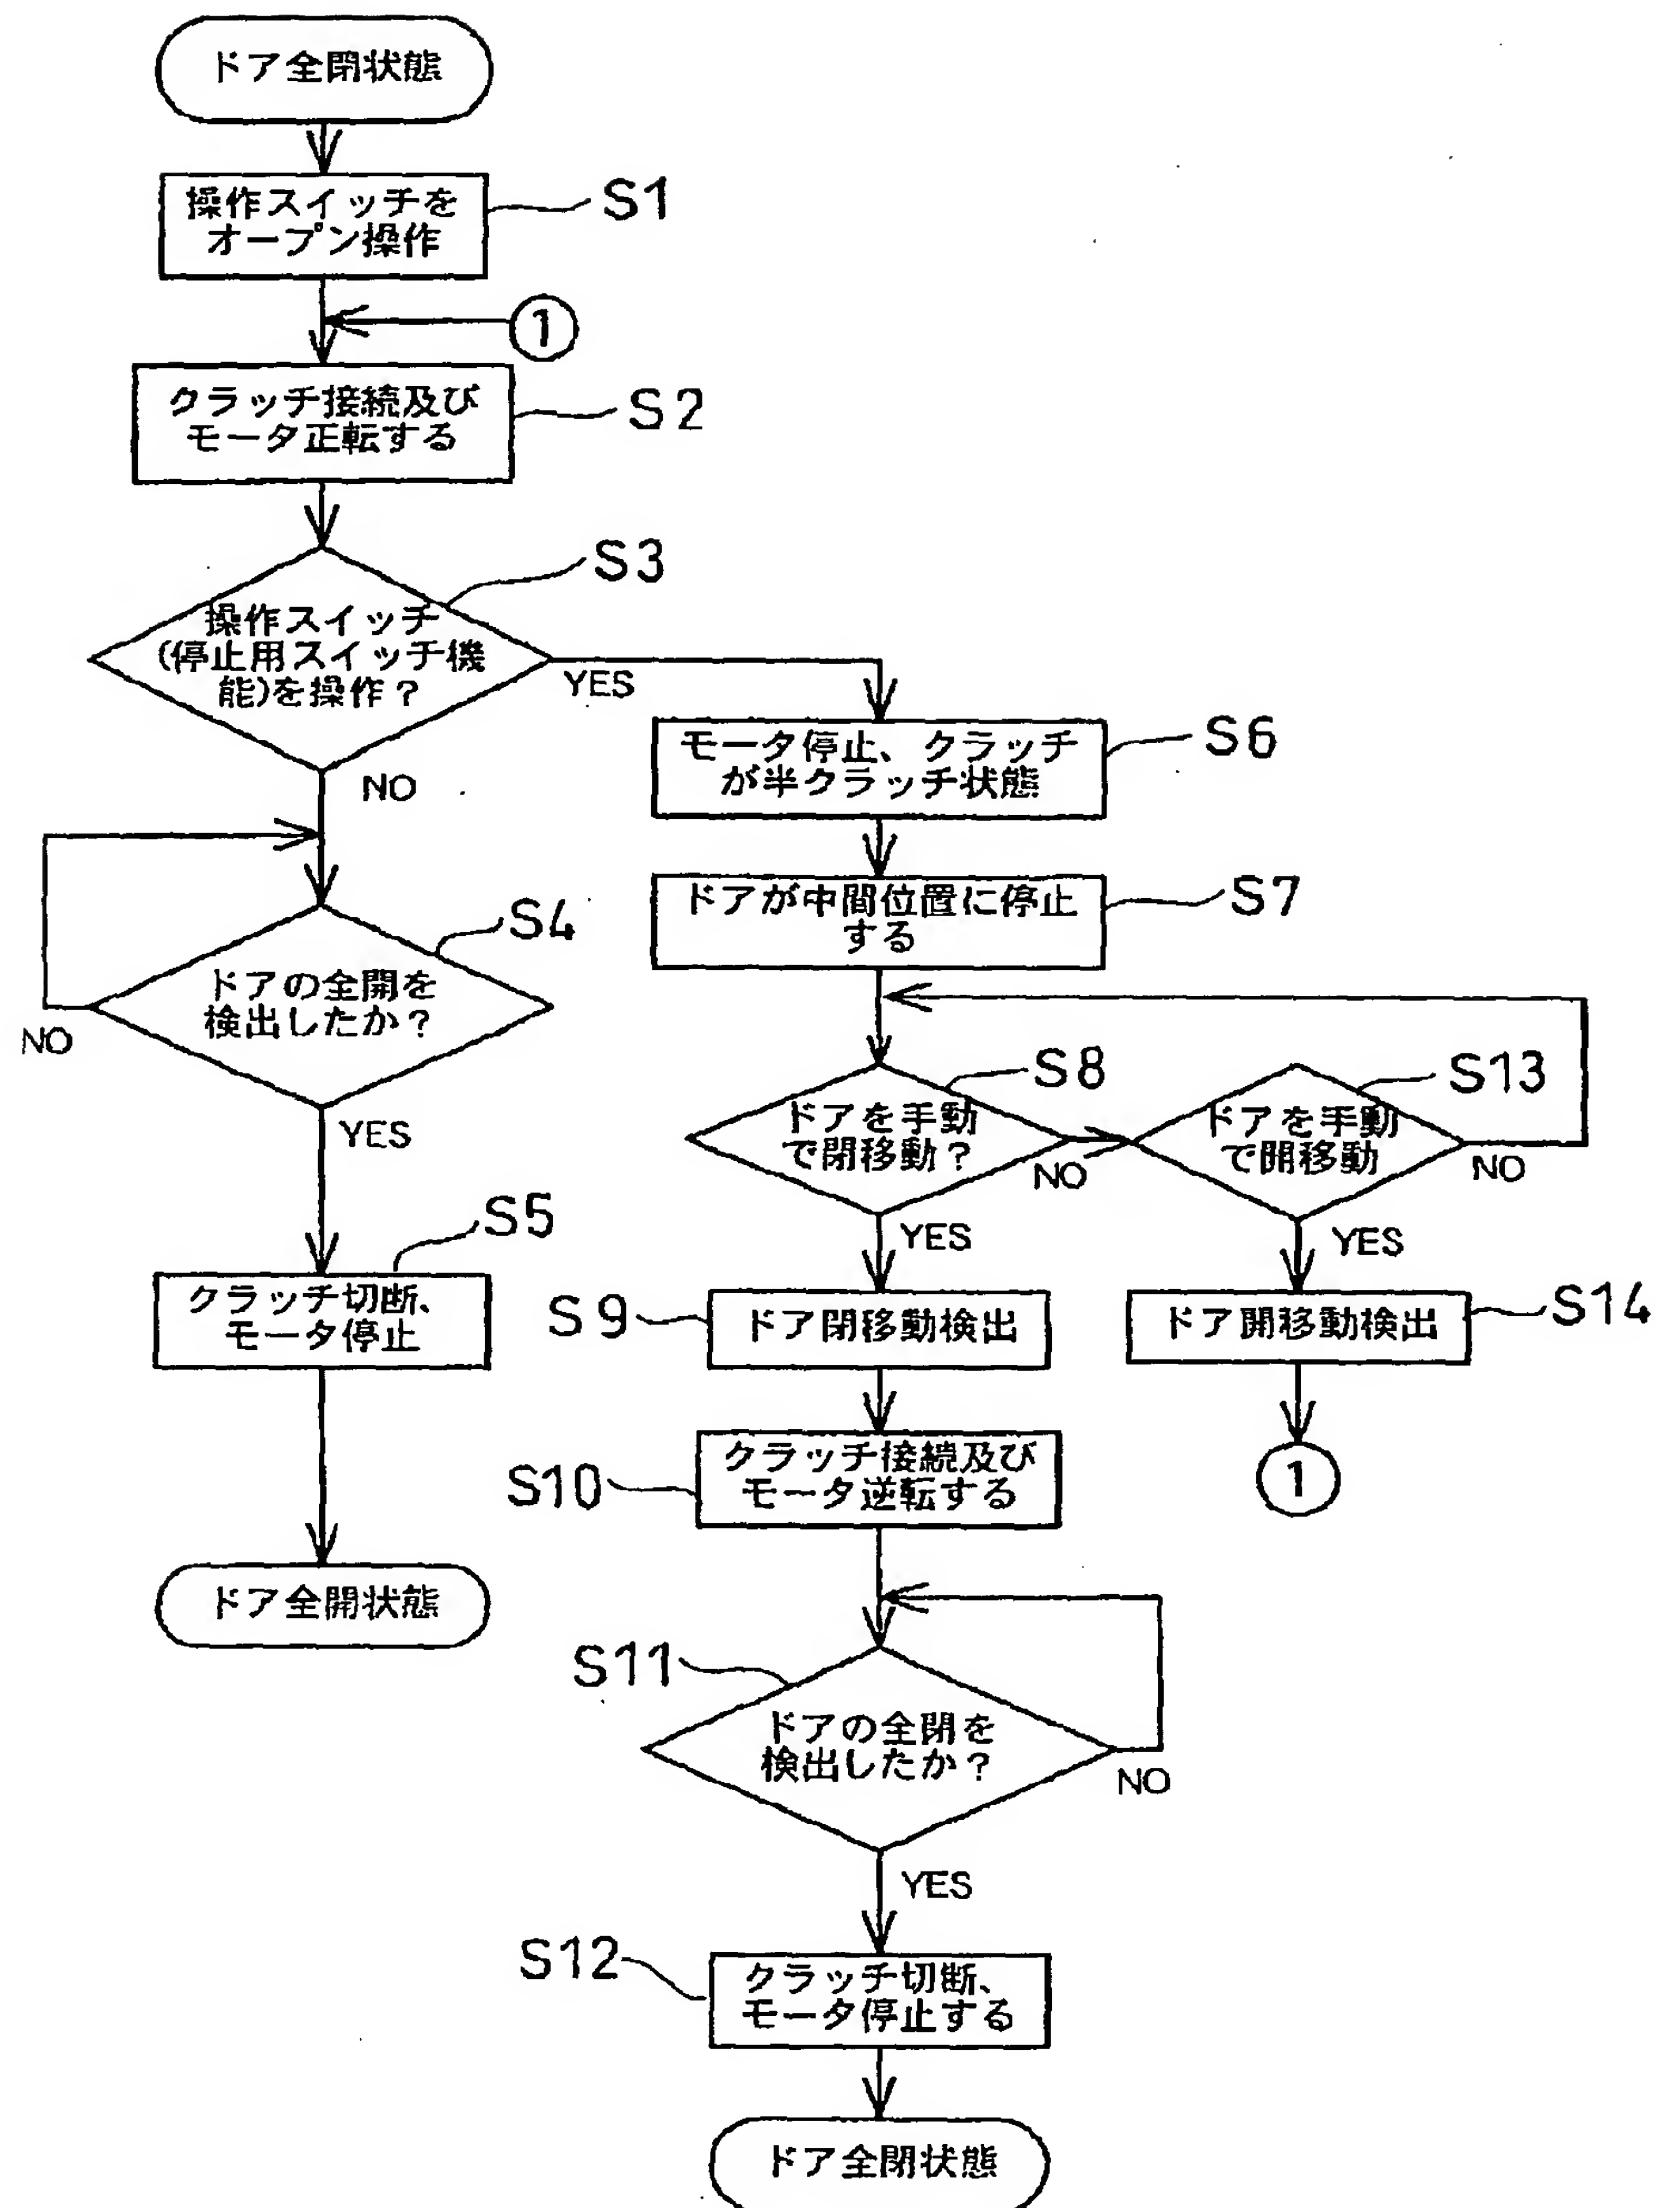 ドア全閉状態
操作スイッチを
オープン操作
S1
1
クラッチ接続及び
モータ正転する
S2
操作スイッチ
(停止用スイッチ機
能)を操作？
S3
YES
NO
モータ停止、クラッチ
が半クラッチ状態
S6
ドアが中間位置に停止
する
S7
ドアの全開を
検出したか？
S4
NO
YES
クラッチ切断、
モータ停止
S5
ドア全開状態
ドアを手動
で閉移動？
S8
NO
YES
ドアを手動
で開移動
S13
NO
YES
S9
ドア閉移動検出
ドア開移動検出
S14
1
S10
クラッチ接続及び
モータ逆転する
S11
ドアの全閉を
検出したか？
NO
YES
S12
クラッチ切断、
モータ停止する
ドア全閉状態